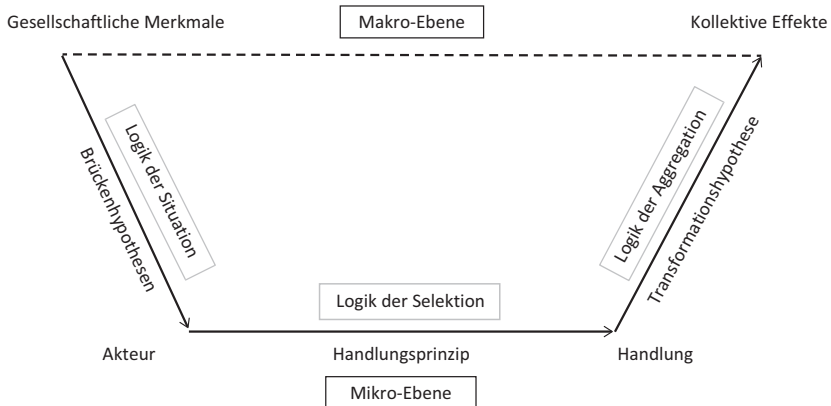 Gesellschaftliche Merkmale
Makro-Ebene
Kollektive Effekte
Logik der Situation
Brückenhypothesen
Logik der Aggregation
Transformationshypothese
Logik der Selektion
Akteur
Handlungsprinzip
Handlung
Mikro-Ebene